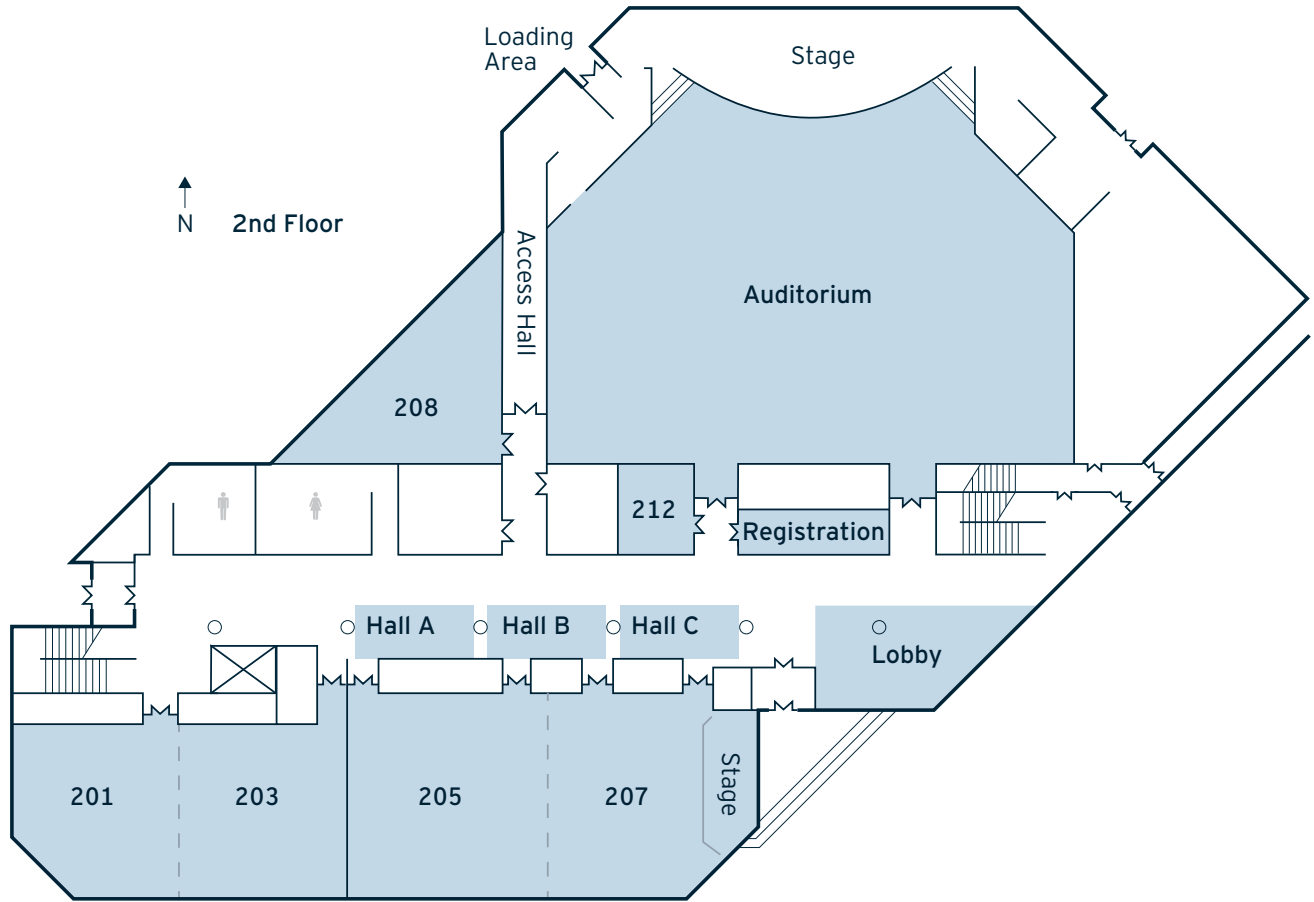 Loading
Area
Stage
N
2nd Floor
Access Hall
Auditorium
208
212
Registration
Hall A
Hall B
Hall C
Lobby
201
203
205
207
Stage